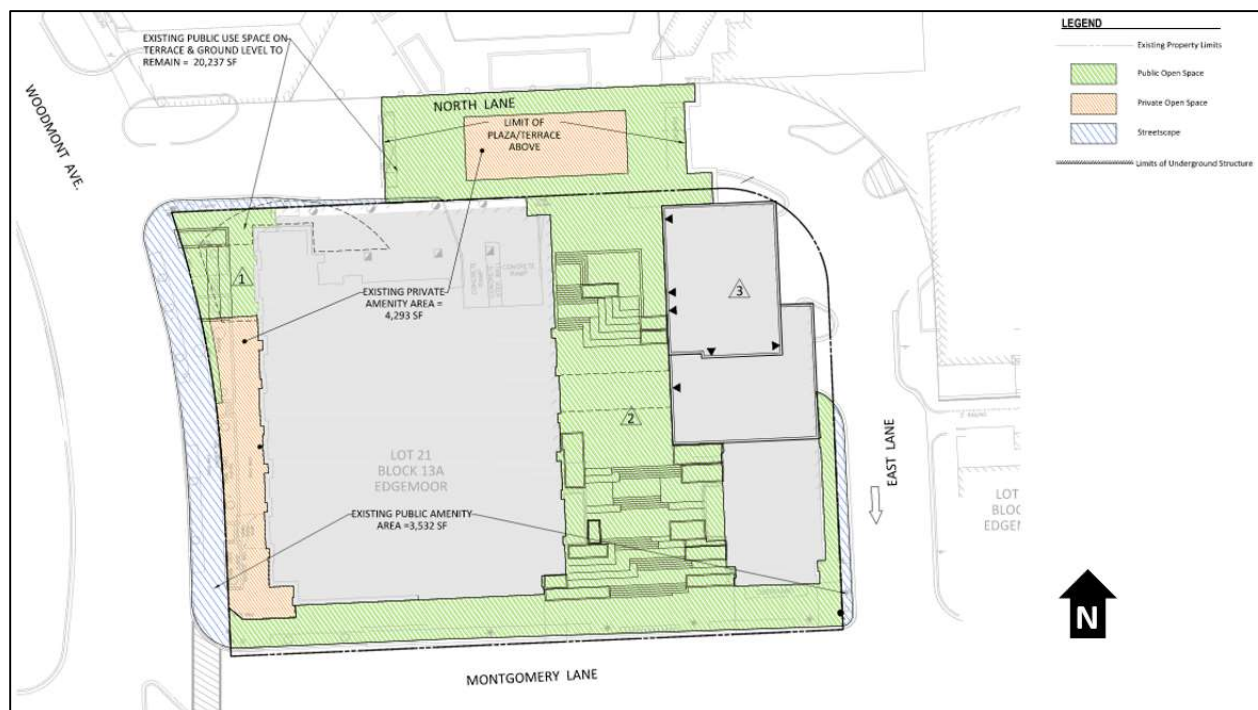 EXISTING PUBLIC USE SPACE ON
TERRACE & GROUND LEVEL TO
REMAIN = 20,237 SF
WOODMONT AVE.
NORTH LANE
LIMIT OF
PLAZA/TERRACE
ABOVE
1
EXISTING PRIVATE
AMENITY AREA =
4,293 SF
CONCRETE
CONCRETE
3
2
LOT 21
BLOCK 13A
EDGEMOOR
EXISTING PUBLIC AMENITY
AREA =3,532 SF
EAST LANE
LOT
MONTGOMERY LANE
N
LEGEND
Existing Property Limits
Public Open Space
Private Open Space
Streetscape
Limits of Underground Structure